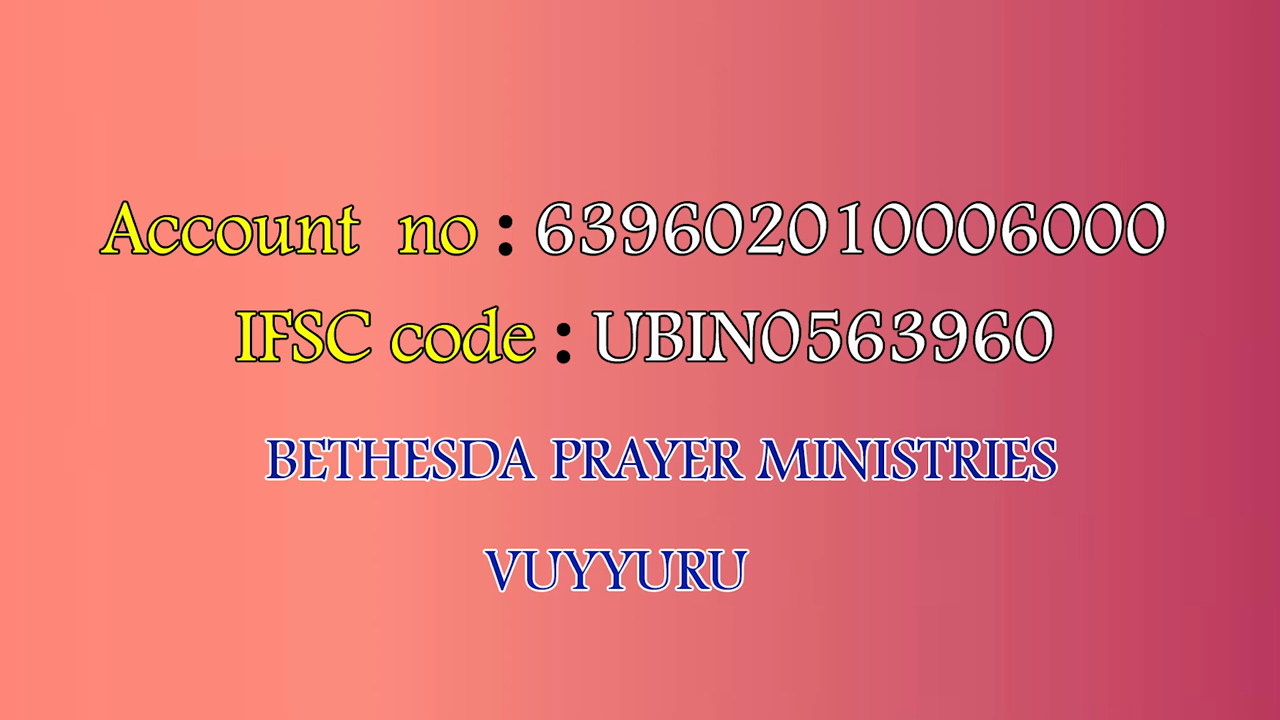 Account no : 639602010006000
IFSC code : UBIN0563960
BETHESDA PRAYER MINISTRIES
VUYYURU